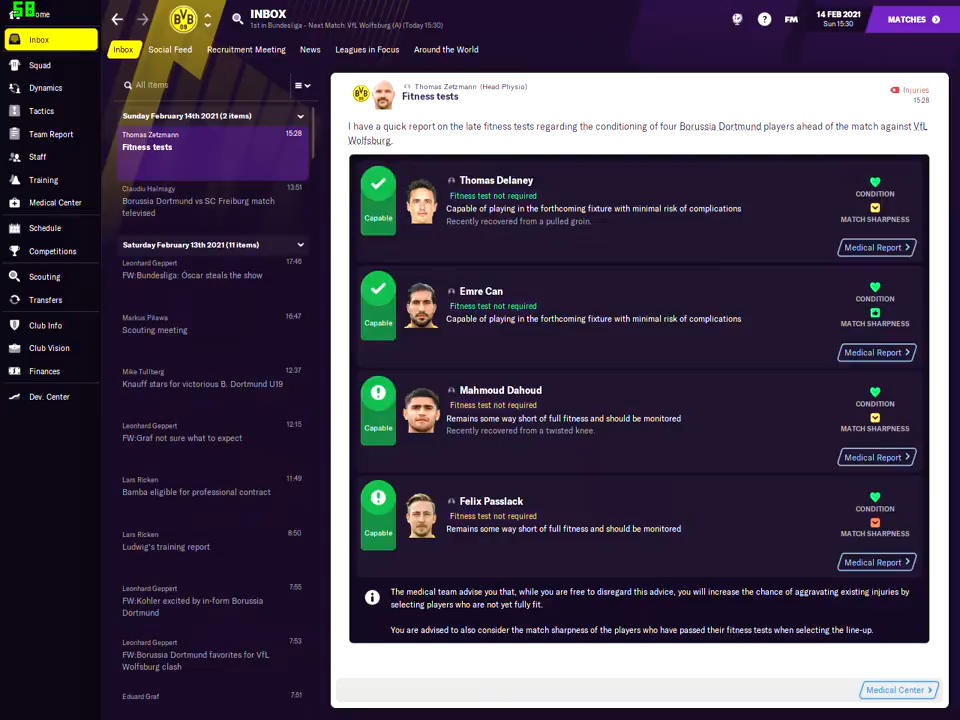 58
ome
Inbox
Squad
Dynamics
Tactics
Team Report
Staff
Training
Medical Center
Schedule
Competitions
Scouting
Transfers
Club Info
Club Vision
Finances
Dev. Center
BVB
09
INBOX
1st in Bundesliga - Next Match: VfL Wolfsburg (A) (Today 15:30)
?
FM
14 FEB 2021
Sun 15:30
MATCHES
Inbox
Social Feed
Recruitment Meeting
News
Leagues in Focus
Around the World
All Items
Sunday February 14th 2021 (2 items)
Thomas Zetzmann
15:28
Fitness tests
Claudiu Halmagy
13:51
Borussia Dortmund vs SC Freiburg match
televised
Saturday February 13th 2021 (11 items)
Leonhard Geppert
17:46
FW:Bundesliga: Óscar steals the show
Markus Pilawa
16:47
Scouting meeting
Mike Tullberg
12:37
Knauff stars for victorious B. Dortmund U19
Leonhard Geppert
12:15
FW:Graf not sure what to expect
Lars Ricken
11:49
Bamba eligible for professional contract
Lars Ricken
8:50
Ludwig's training report
Leonhard Geppert
7:55
FW:Kohler excited by in-form Borussia
Dortmund
Leonhard Geppert
7:53
FW:Borussia Dortmund favorites for VfL
Wolfsburg clash
Eduard Graf
7:51
BVB
09
Thomas Zetzmann (Head Physio)
Fitness tests
Injuries
15:28
I have a quick report on the late fitness tests regarding the conditioning of four Borussia Dortmund players ahead of the match against VfL
Wolfsburg.
Capable
Thomas Delaney
Fitness test not required
Capable of playing in the forthcoming fixture with minimal risk of complications
Recently recovered from a pulled groin.
CONDITION
MATCH SHARPNESS
Medical Report
Capable
Emre Can
Fitness test not required
Capable of playing in the forthcoming fixture with minimal risk of complications
CONDITION
MATCH SHARPNESS
Medical Report
Capable
Mahmoud Dahoud
Fitness test not required
Remains some way short of full fitness and should be monitored
Recently recovered from a twisted knee.
CONDITION
MATCH SHARPNESS
Medical Report
Capable
Felix Passlack
Fitness test not required
Remains some way short of full fitness and should be monitored
CONDITION
MATCH SHARPNESS
Medical Report
The medical team advise you that, while you are free to disregard this advice, you will increase the chance of aggravating existing injuries by
selecting players who are not yet fully fit.
You are advised to also consider the match sharpness of the players who have passed their fitness tests when selecting the line-up.
Medical Center